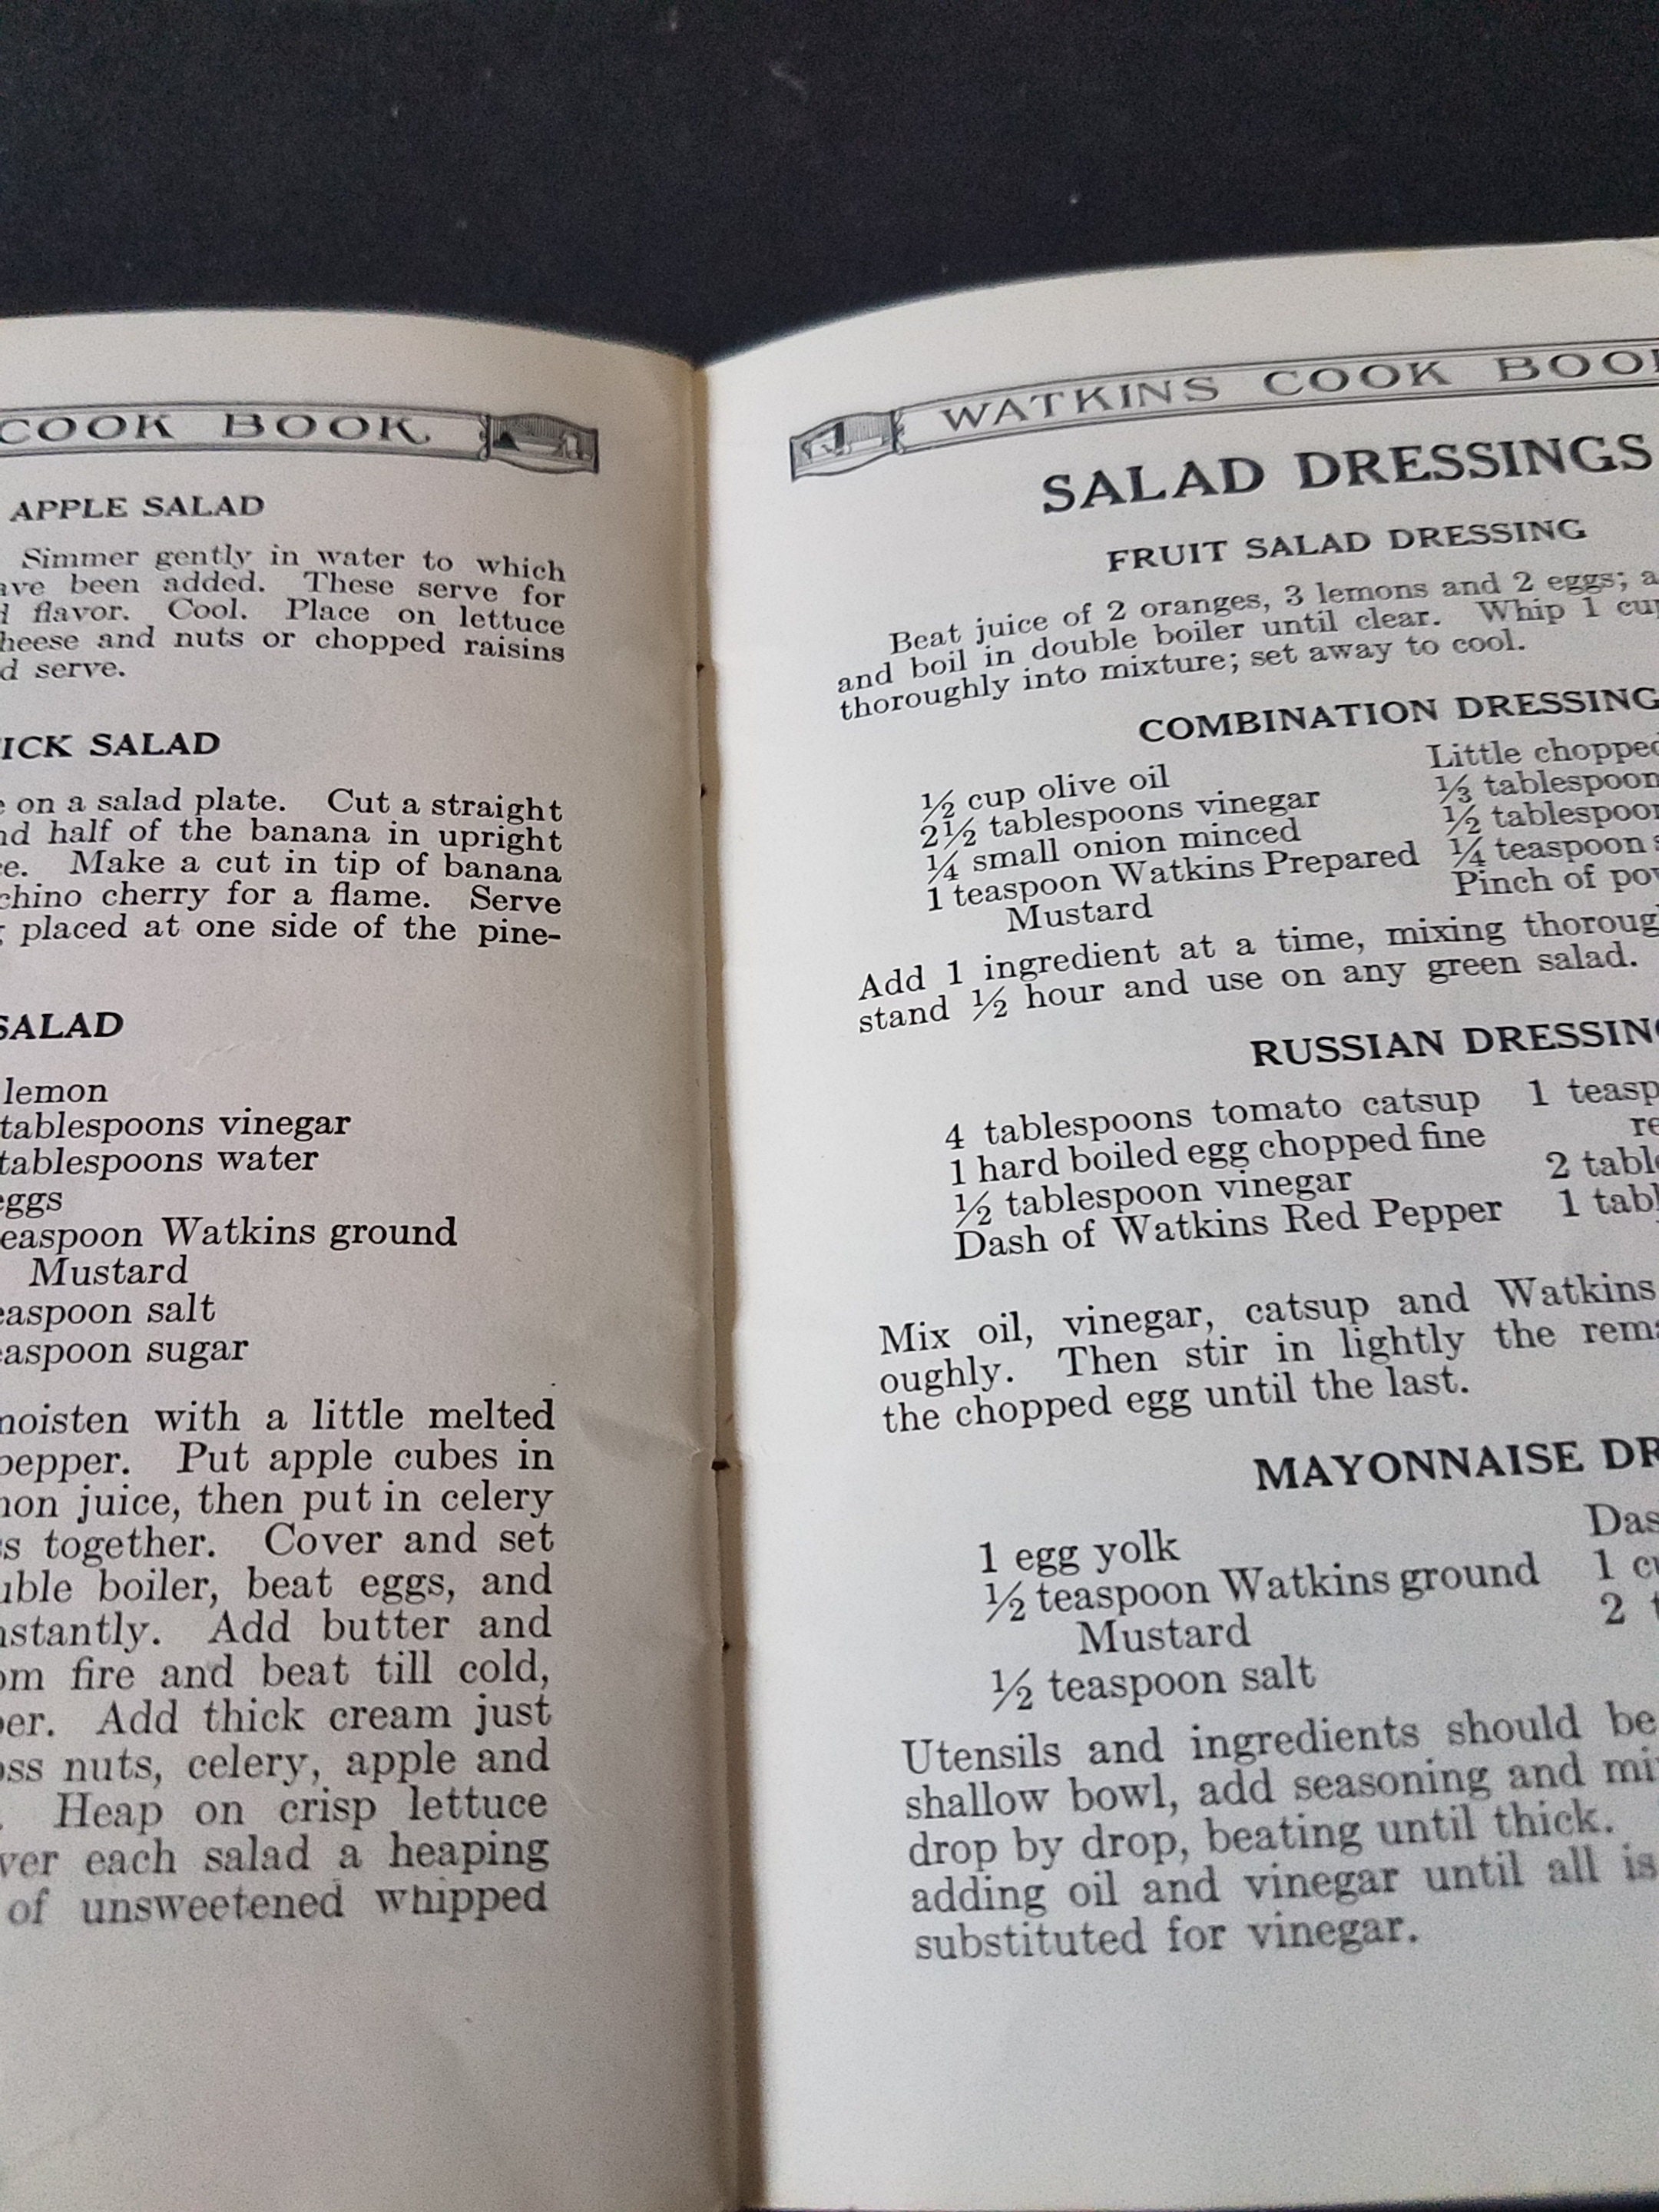 COOK BOOK
APPLE SALAD
Simmer gently in water to which
ave been added. These serve for
d flavor. Cool. Place on lettuce
heese and nuts or chopped raisins
d serve.
ICK SALAD
e on a salad plate. Cut a straight
nd half of the banana in upright
ce. Make a cut in tip of banana
chino cherry for a flame. Serve
g placed at one side of the pine-
SALAD
lemon
tablespoons vinegar
tablespoons water
eggs
easpoon Watkins ground
Mustard
easpoon salt
easpoon sugar
moisten with a little melted
pepper. Put apple cubes in
mon juice, then put in celery
ss together. Cover and set
uble boiler, beat eggs, and
nstantly. Add butter and
om fire and beat till cold,
per. Add thick cream just
oss nuts, celery, apple and
. Heap on crisp lettuce
ver each salad a heaping
of unsweetened whipped
WATKINS COOK BOOK
SALAD DRESSINGS
FRUIT SALAD DRESSING
Beat juice of 2 oranges, 3 lemons and 2 eggs; a
and boil in double boiler until clear. Whip 1 cup
thoroughly into mixture; set away to cool.
COMBINATION DRESSING
½ cup olive oil
2½ tablespoons vinegar
¼ small onion minced
1 teaspoon Watkins Prepared
Mustard
Little chopped
⅓ tablespoon
½ tablespoon
¼ teaspoon s
Pinch of pow
Add 1 ingredient at a time, mixing thoroug
stand ½ hour and use on any green salad.
RUSSIAN DRESSING
4 tablespoons tomato catsup
1 hard boiled egg chopped fine
½ tablespoon vinegar
Dash of Watkins Red Pepper
1 teasp
re
2 table
1 tabl
Mix oil, vinegar, catsup and Watkins
oughly. Then stir in lightly the rema
the chopped egg until the last.
MAYONNAISE DR
1 egg yolk
½ teaspoon Watkins ground
Mustard
½ teaspoon salt
Das
1 cu
2 t
Utensils and ingredients should be
shallow bowl, add seasoning and mi
drop by drop, beating until thick.
adding oil and vinegar until all is
substituted for vinegar.